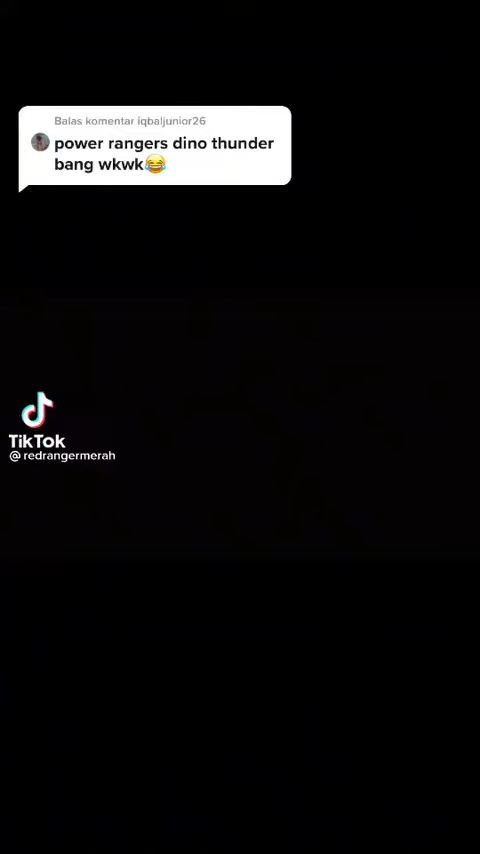 Balas komentar iqbaljunior26
power rangers dino thunder
bang wkwk😂
TikTok
@ redrangermerah